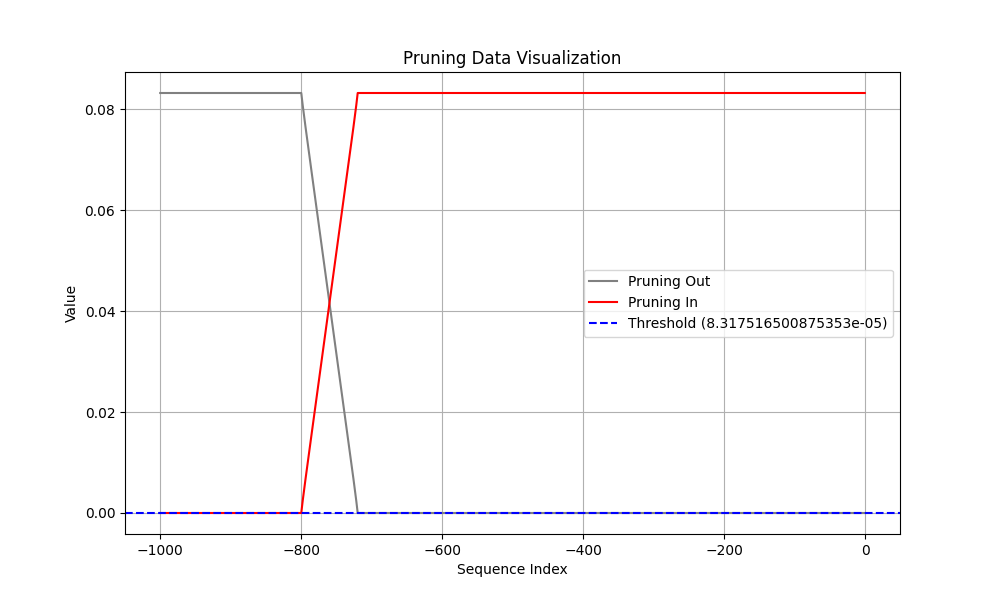 Pruning Data Visualization
Value
0.08
0.06
0.04
0.02
0.00
Pruning Out
Pruning In
Threshold (8.317516500875353e-05)
−1000
−800
−600
−400
−200
0
Sequence Index